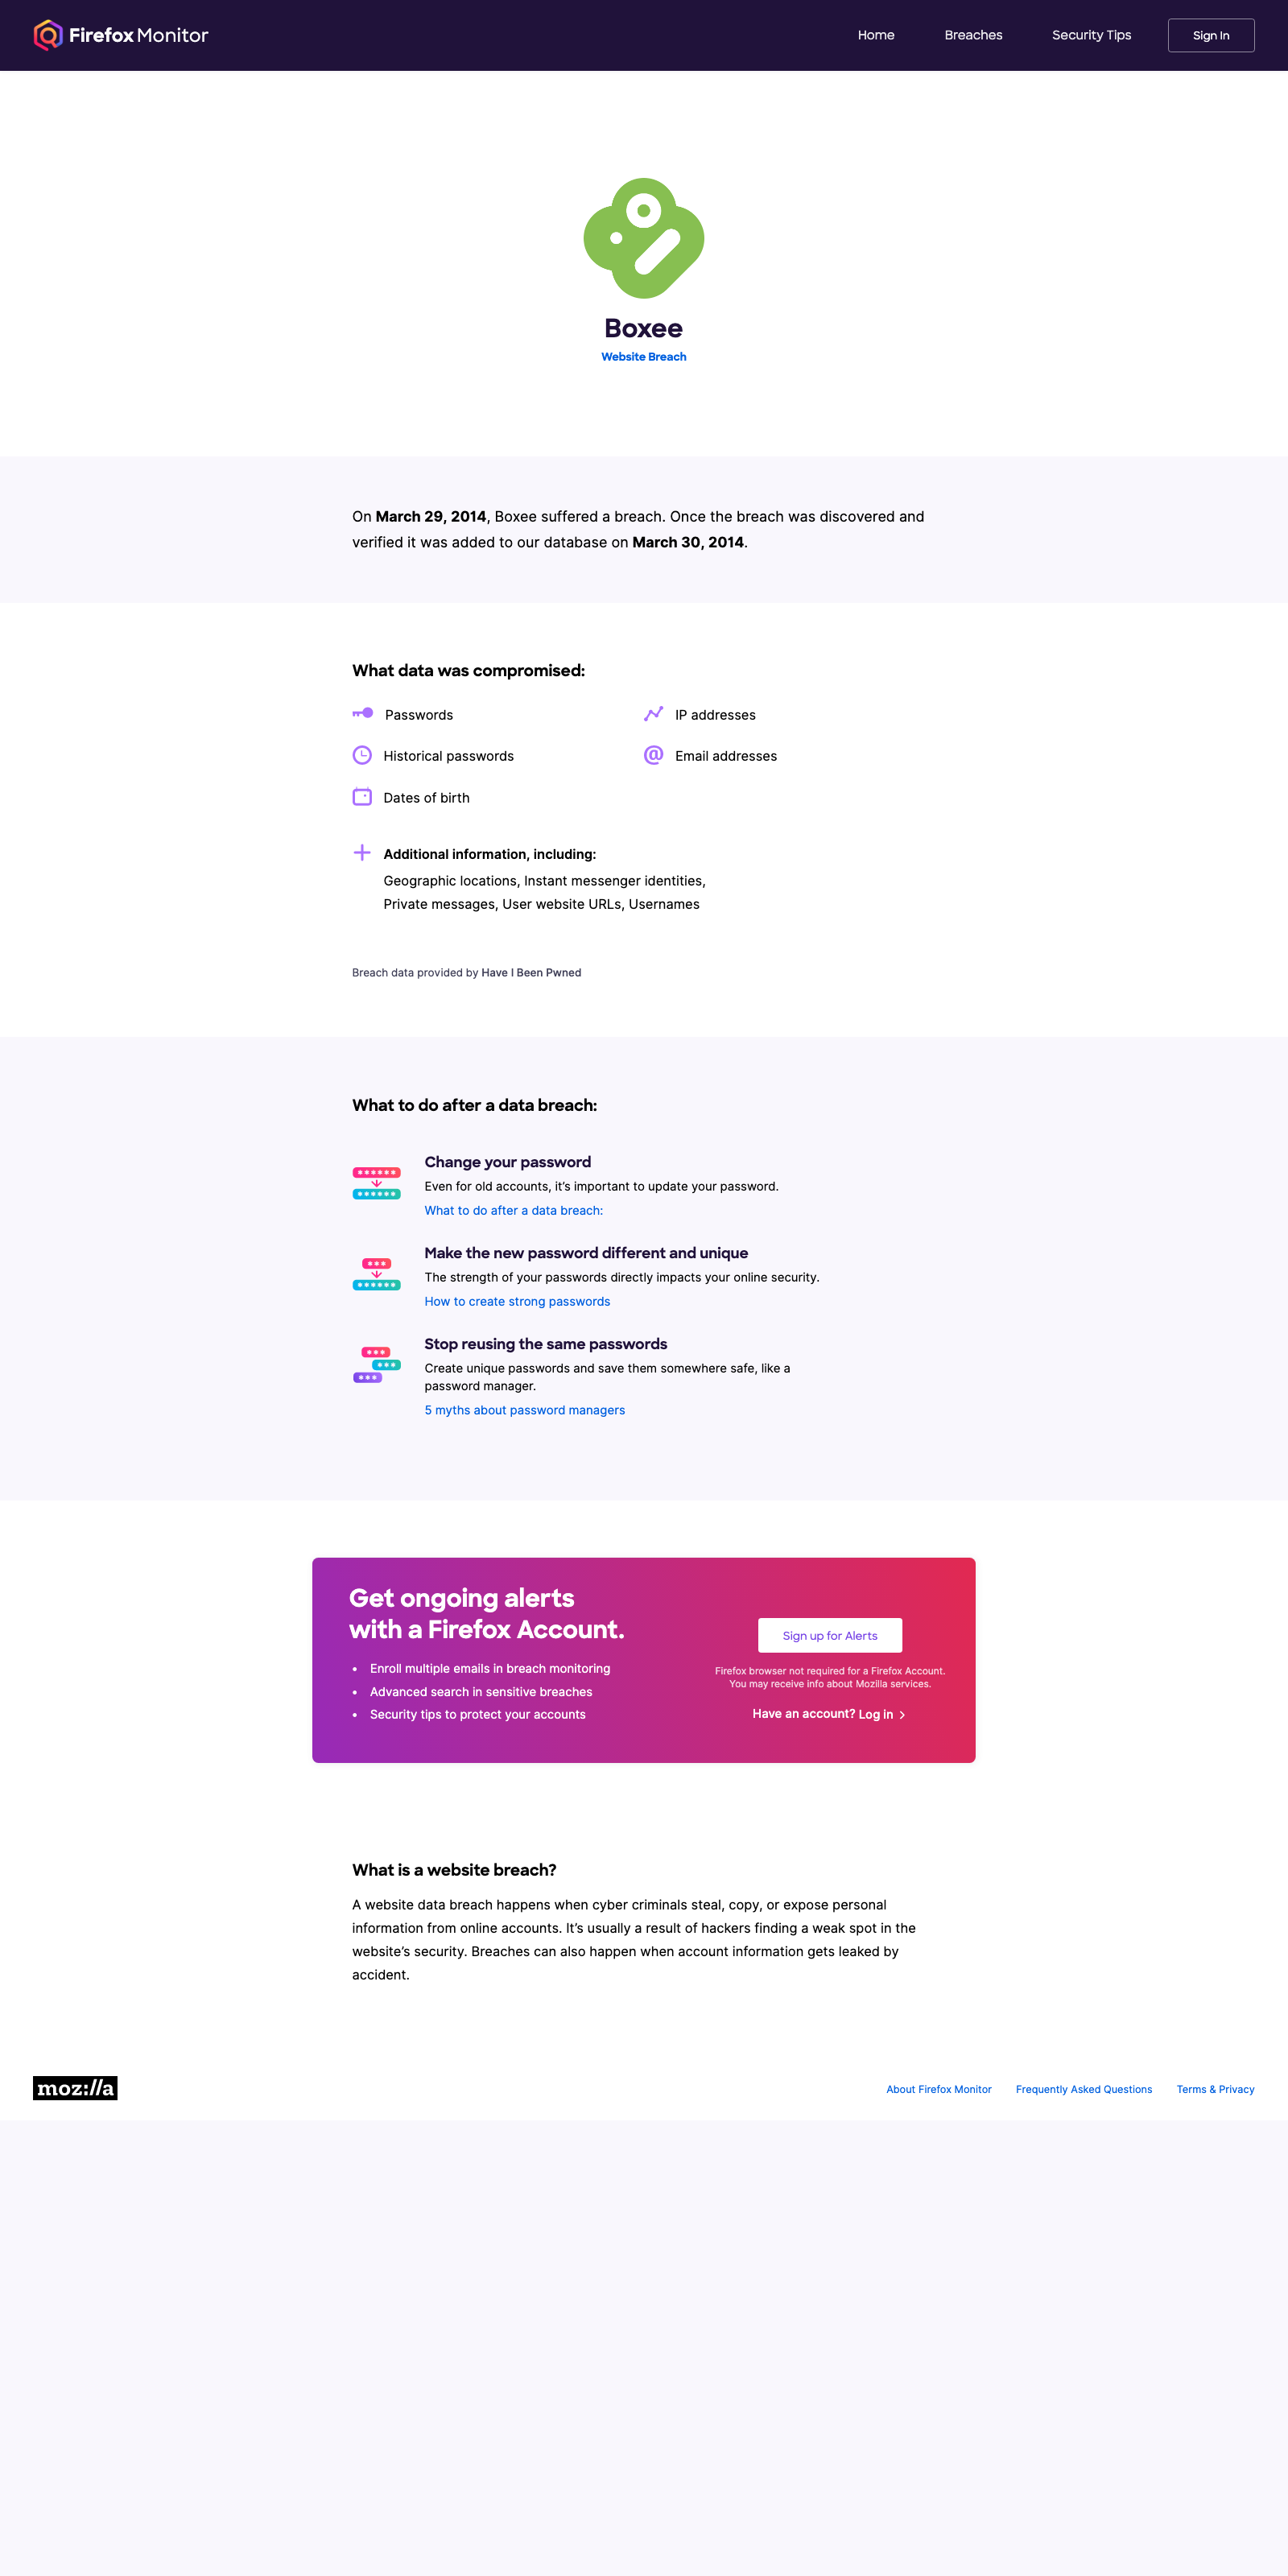 Firefox Monitor
Home
Breaches
Security Tips
Sign In
Boxee
Website Breach
On March 29, 2014, Boxee suffered a breach. Once the breach was discovered and
verified it was added to our database on March 30, 2014.
What data was compromised:
Passwords
IP addresses
Historical passwords
@ Email addresses
Dates of birth
Additional information, including:
Geographic locations, Instant messenger identities,
Private messages, User website URLs, Usernames
Breach data provided by Have I Been Pwned
What to do after a data breach:
Change your password
Even for old accounts, it’s important to update your password.
What to do after a data breach:
Make the new password different and unique
The strength of your passwords directly impacts your online security.
How to create strong passwords
Stop reusing the same passwords
Create unique passwords and save them somewhere safe, like a
password manager.
5 myths about password managers
Get ongoing alerts
with a Firefox Account.
• Enroll multiple emails in breach monitoring
• Advanced search in sensitive breaches
• Security tips to protect your accounts
Sign up for Alerts
Firefox browser not required for a Firefox Account.
You may receive info about Mozilla services.
Have an account? Log in
What is a website breach?
A website data breach happens when cyber criminals steal, copy, or expose personal
information from online accounts. It’s usually a result of hackers finding a weak spot in the
website’s security. Breaches can also happen when account information gets leaked by
accident.
moz://a
About Firefox Monitor
Frequently Asked Questions
Terms & Privacy